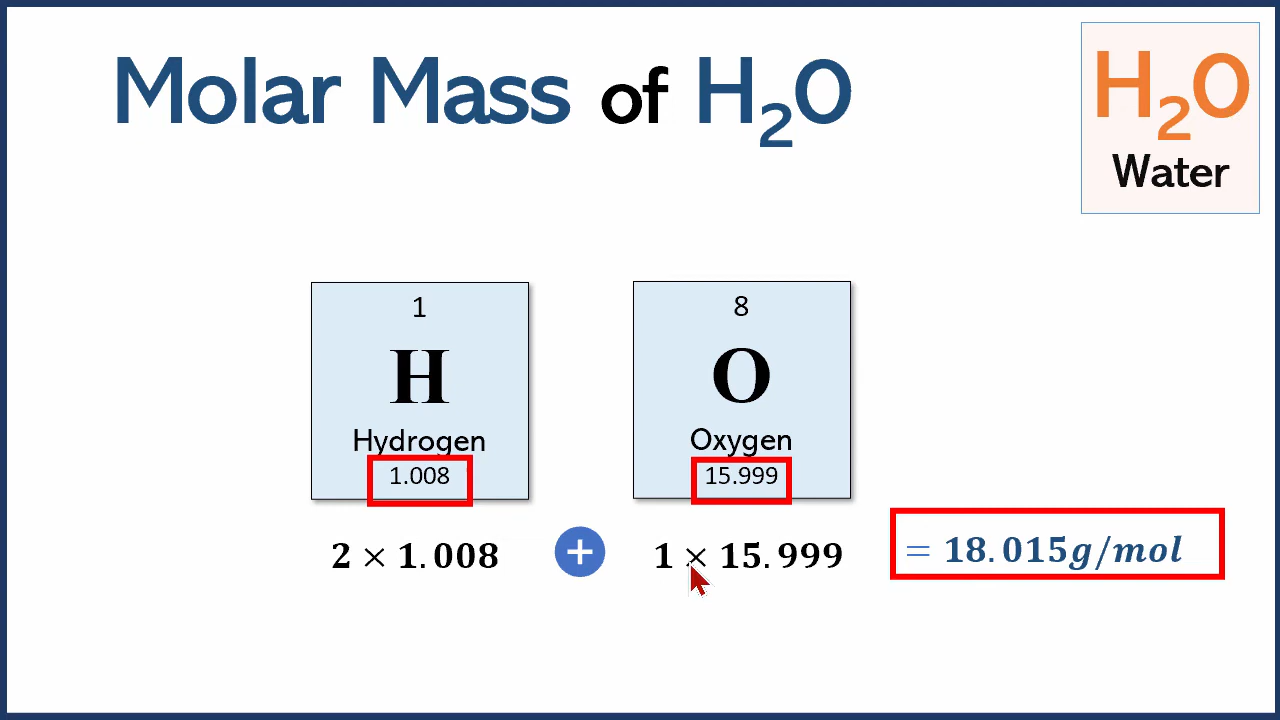 Molar Mass of H₂O
H₂O
Water
1
H
Hydrogen
1.008
8
O
Oxygen
15.999
2 × 1.008 + 1 × 15.999 = 18.015g/mol